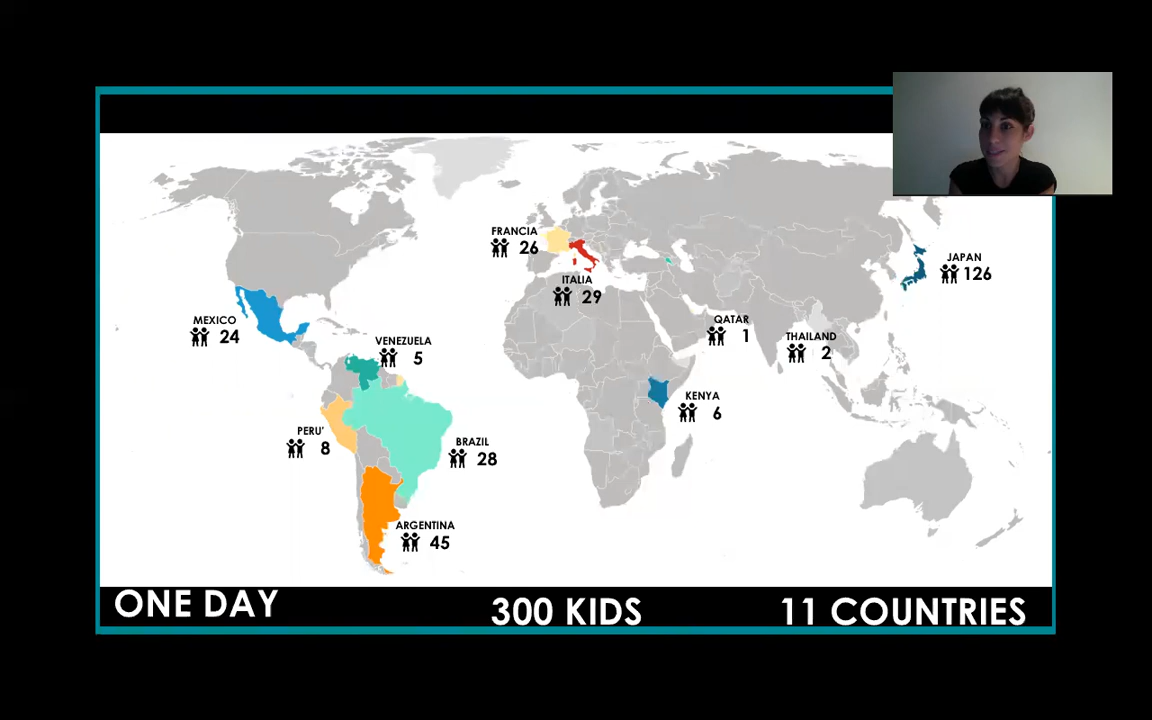 FRANCIA
26
ITALIA
29
JAPAN
126
MEXICO
24
VENEZUELA
5
QATAR
1
THAILAND
2
KENYA
6
PERU'
8
BRAZIL
28
ARGENTINA
45
ONE DAY
300 KIDS
11 COUNTRIES